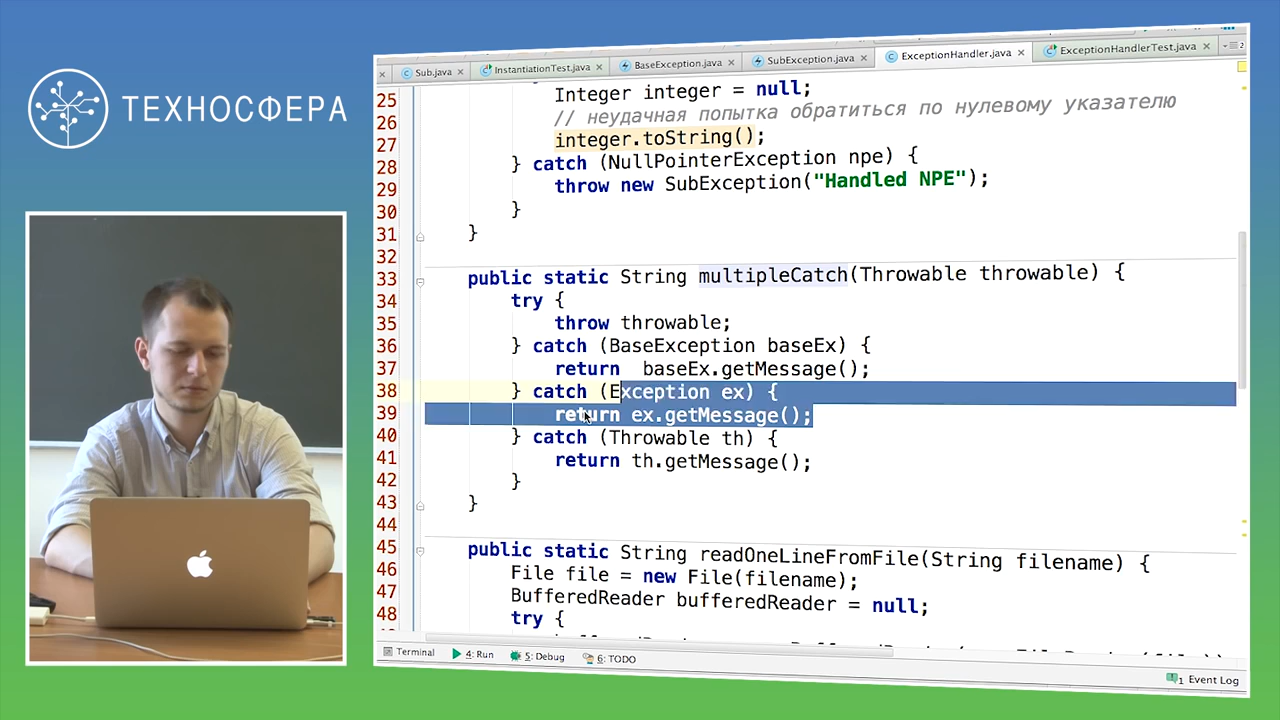 ТЕХНОСФЕРА
Sub.java InstantiationTest.java BaseException.java SubException.java ExceptionHandler.java ExceptionHandlerTest.java 2
25 Integer integer = null;
26 // неудачная попытка обратиться по нулевому указателю
27 integer.toString();
28 } catch (NullPointerException npe) {
29 throw new SubException("Handled NPE");
30 }
31 }
32
33 public static String multipleCatch(Throwable throwable) {
34 try {
35 throw throwable;
36 } catch (BaseException baseEx) {
37 return baseEx.getMessage();
38 } catch (Exception ex) {
39 return ex.getMessage();
40 } catch (Throwable th) {
41 return th.getMessage();
42 }
43 }
44
45 public static String readOneLineFromFile(String filename) {
46 File file = new File(filename);
47 BufferedReader bufferedReader = null;
48 try {
Terminal 4: Run 5: Debug 6: TODO
1 Event Log